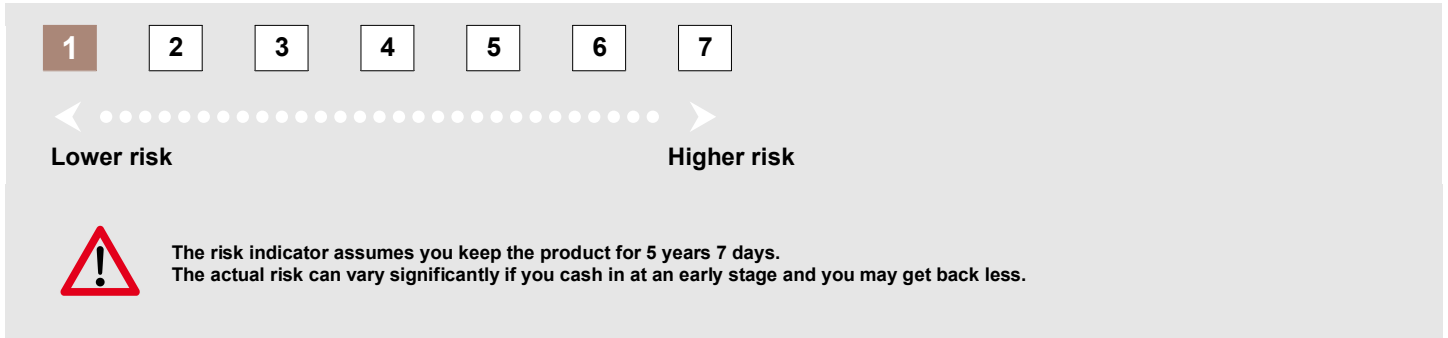 1 2 3 4 5 6 7
Lower risk Higher risk
The risk indicator assumes you keep the product for 5 years 7 days.
The actual risk can vary significantly if you cash in at an early stage and you may get back less.